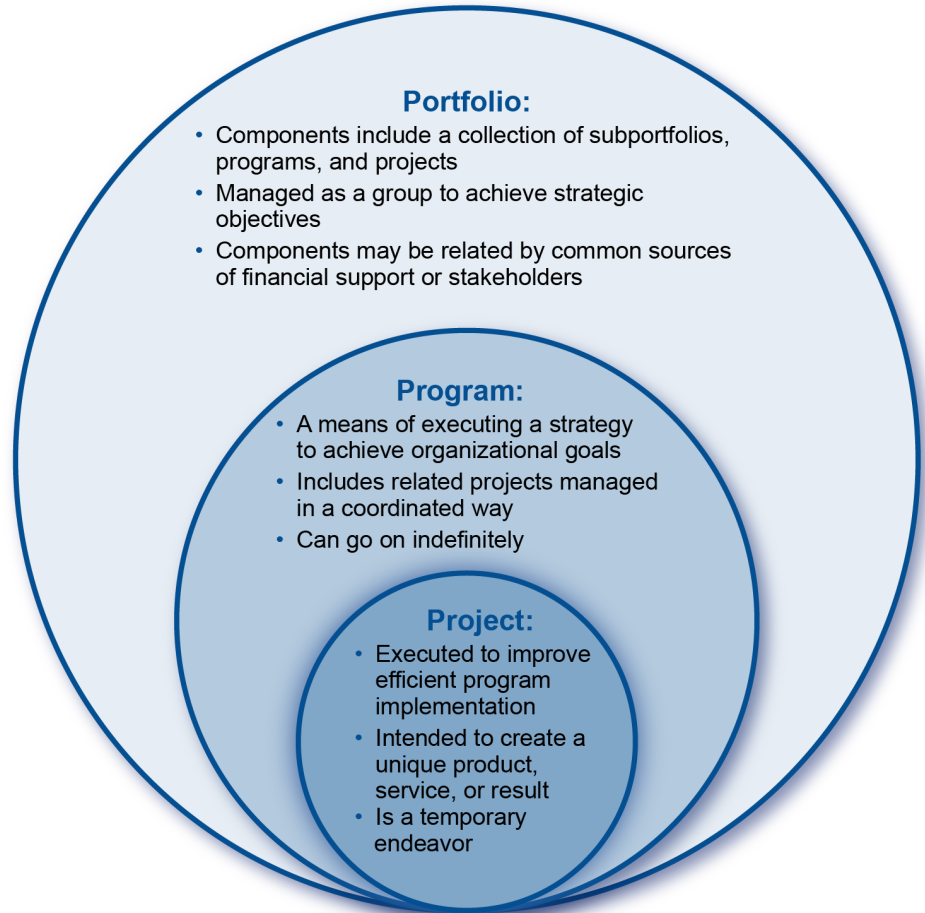 Portfolio:
• Components include a collection of subportfolios,
programs, and projects
• Managed as a group to achieve strategic
objectives
• Components may be related by common sources
of financial support or stakeholders
Program:
• A means of executing a strategy
to achieve organizational goals
• Includes related projects managed
in a coordinated way
• Can go on indefinitely
Project:
• Executed to improve
efficient program
implementation
• Intended to create a
unique product,
service, or result
• Is a temporary
endeavor